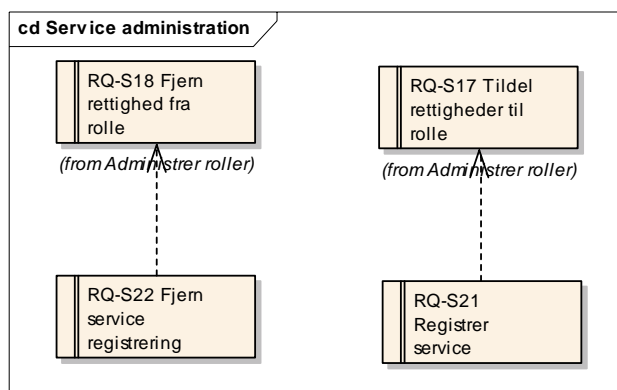 cd Service administration
RQ-S18 Fjern
rettighed fra
rolle
(from Administrer roller)
RQ-S17 Tildel
rettigheder til
rolle
(from Administrer roller)
RQ-S22 Fjern
service
registrering
RQ-S21
Registrer
service